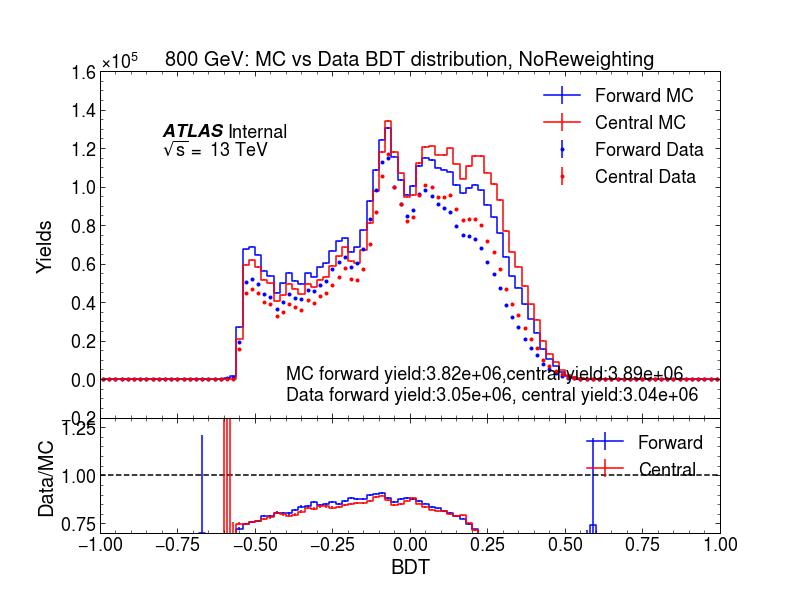 ×10⁵ 800 GeV: MC vs Data BDT distribution, NoReweighting
1.6
1.4
1.2
1.0
0.8
0.6
0.4
0.2
0.0
0.2
Yields
ATLAS Internal
√s = 13 TeV
Forward MC
Central MC
Forward Data
Central Data
MC forward yield:3.82e+06,central yield:3.89e+06
Data forward yield:3.05e+06, central yield:3.04e+06
1.25
1.00
0.75
Data/MC
Forward
Central
−1.00 −0.75 −0.50 −0.25 0.00 0.25 0.50 0.75 1.00
BDT